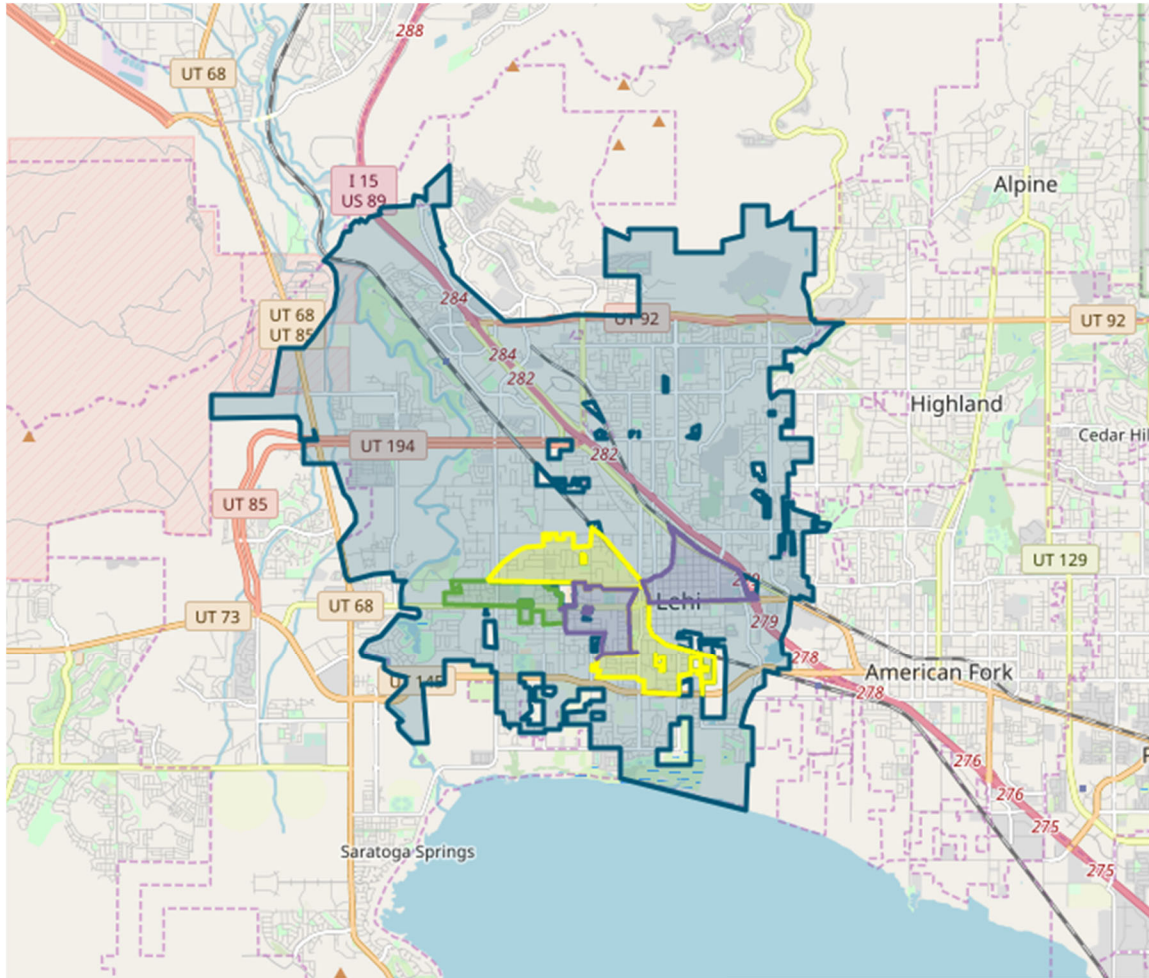 288
UT 68
I 15
US 89
Alpine
284
UT 68
UT 85
UT 92
UT 92
284
282
Highland
Cedar Hil
UT 194
282
UT 85
UT 129
UT 68
Lehi
UT 73
279
278
American Fork
278
276
276
275
Saratoga Springs
275